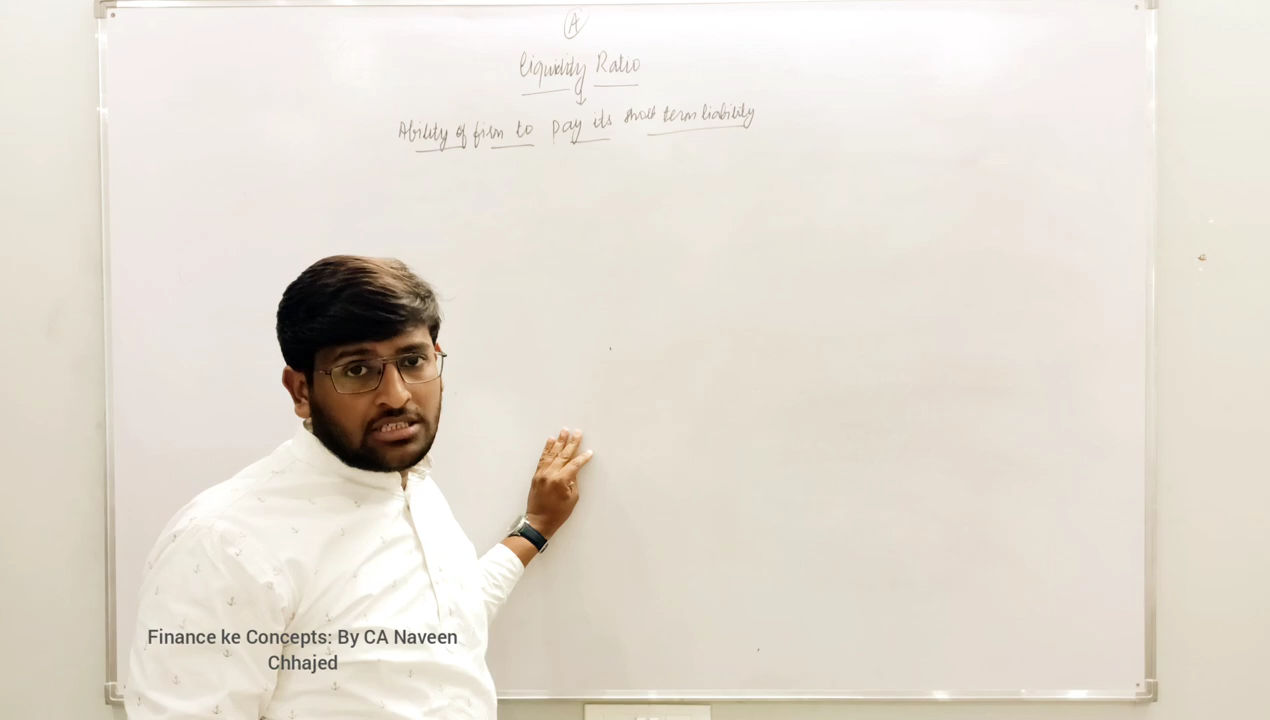 A
Liquidity Ratio
Ability of firm to pay its short term liability
Finance ke Concepts: By CA Naveen
Chhajed